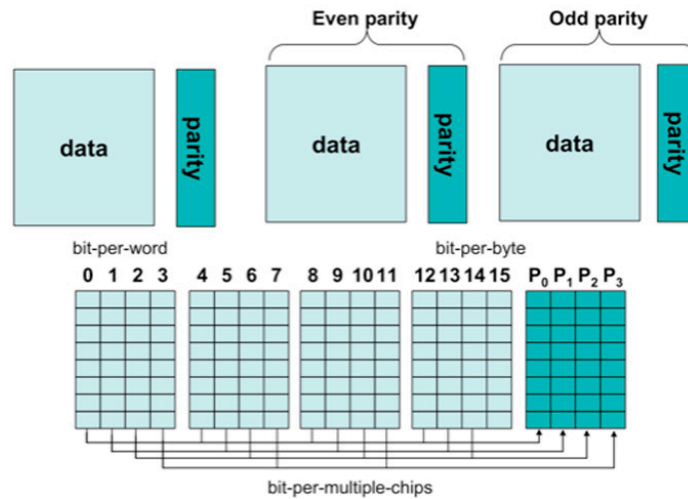 Even parity
Odd parity
data
parity
data
parity
data
parity
bit-per-word
bit-per-byte
0 1 2 3 4 5 6 7 8 9 10 11 12 13 14 15 P0 P1 P2 P3
bit-per-multiple-chips